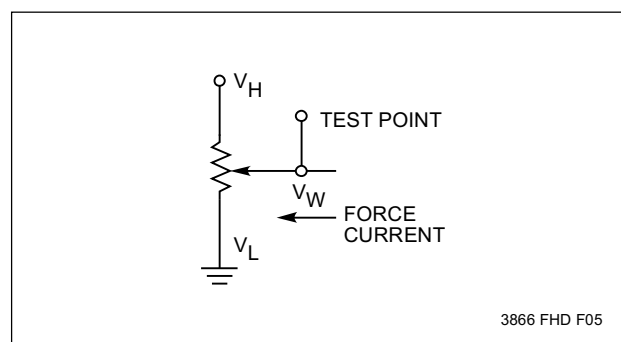 V_H
TEST POINT
V_W
FORCE
CURRENT
V_L
3866 FHD F05